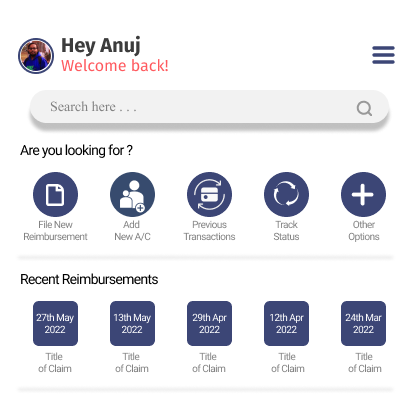 Hey Anuj
Welcome back!
Search here . . .
Are you looking for ?
File New
Reimbursement
Add
New A/C
Previous
Transactions
Track
Status
Other
Options
Recent Reimbursements
27th May
2022
13th May
2022
29th Apr
2022
12th Apr
2022
24th Mar
2022
Title
of Claim
Title
of Claim
Title
of Claim
Title
of Claim
Title
of Claim